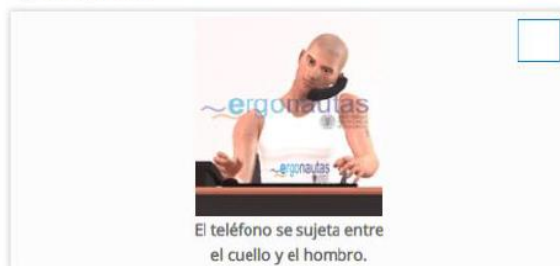 ergonautas
ergonautas
El teléfono se sujeta entre
el cuello y el hombro.